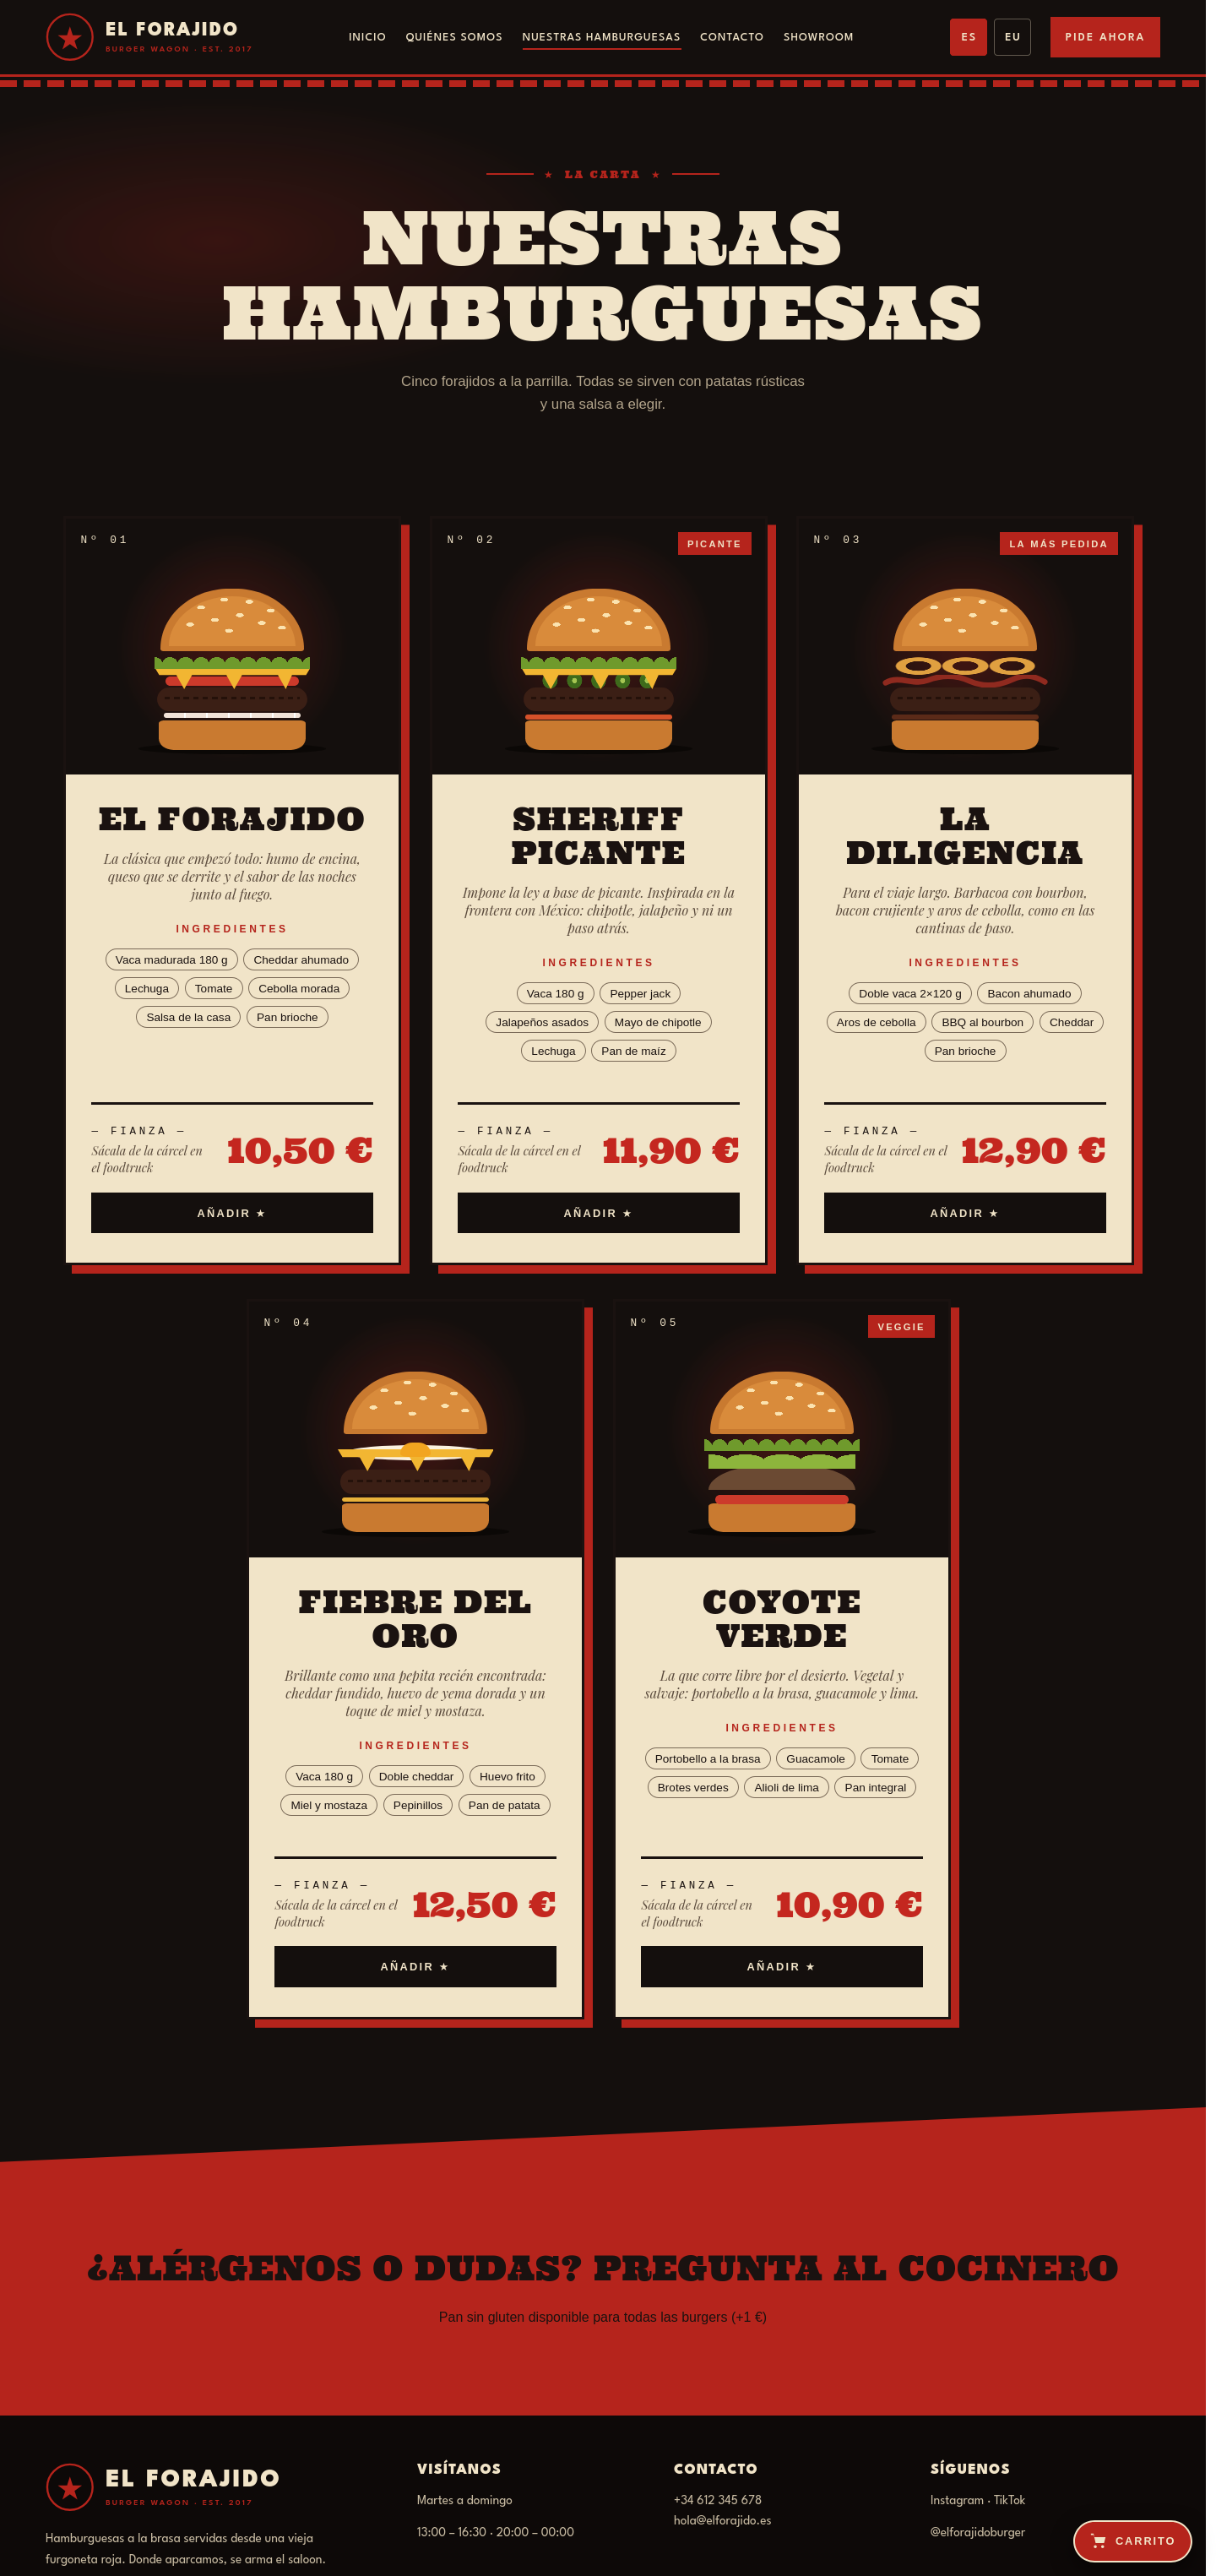 EL FORAJIDO
BURGER WAGON · EST. 2017
INICIO QUIÉNES SOMOS NUESTRAS HAMBURGUESAS CONTACTO SHOWROOM
ES EU PIDE AHORA
★ LA CARTA ★
NUESTRAS
HAMBURGUESAS
Cinco forajidos a la parrilla. Todas se sirven con patatas rústicas
y una salsa a elegir.
Nº 01
EL FORAJIDO
La clásica que empezó todo: humo de encina,
queso que se derrite y el sabor de las noches
junto al fuego.
INGREDIENTES
Vaca madurada 180 g Cheddar ahumado
Lechuga Tomate Cebolla morada
Salsa de la casa Pan brioche
— FIANZA —
Sácala de la cárcel en
el foodtruck
10,50 €
AÑADIR ★
Nº 02
PICANTE
SHERIFF
PICANTE
Impone la ley a base de picante. Inspirada en la
frontera con México: chipotle, jalapeño y ni un
paso atrás.
INGREDIENTES
Vaca 180 g Pepper jack
Jalapeños asados Mayo de chipotle
Lechuga Pan de maíz
— FIANZA —
Sácala de la cárcel en el
foodtruck
11,90 €
AÑADIR ★
Nº 03
LA MÁS PEDIDA
LA
DILIGENCIA
Para el viaje largo. Barbacoa con bourbon,
bacon crujiente y aros de cebolla, como en las
cantinas de paso.
INGREDIENTES
Doble vaca 2×120 g Bacon ahumado
Aros de cebolla BBQ al bourbon Cheddar
Pan brioche
— FIANZA —
Sácala de la cárcel en el
foodtruck
12,90 €
AÑADIR ★
Nº 04
FIEBRE DEL
ORO
Brillante como una pepita recién encontrada:
cheddar fundido, huevo de yema dorada y un
toque de miel y mostaza.
INGREDIENTES
Vaca 180 g Doble cheddar Huevo frito
Miel y mostaza Pepinillos Pan de patata
— FIANZA —
Sácala de la cárcel en el
foodtruck
12,50 €
AÑADIR ★
Nº 05
VEGGIE
COYOTE
VERDE
La que corre libre por el desierto. Vegetal y
salvaje: portobello a la brasa, guacamole y lima.
INGREDIENTES
Portobello a la brasa Guacamole Tomate
Brotes verdes Alioli de lima Pan integral
— FIANZA —
Sácala de la cárcel en
el foodtruck
10,90 €
AÑADIR ★
¿ALÉRGENOS O DUDAS? PREGUNTA AL COCINERO
Pan sin gluten disponible para todas las burgers (+1 €)
EL FORAJIDO
BURGER WAGON · EST. 2017
Hamburguesas a la brasa servidas desde una vieja
furgoneta roja. Donde aparcamos, se arma el saloon.
VISÍTANOS
Martes a domingo
13:00 – 16:30 · 20:00 – 00:00
CONTACTO
+34 612 345 678
hola@elforajido.es
SÍGUENOS
Instagram · TikTok
@elforajidoburger
CARRITO